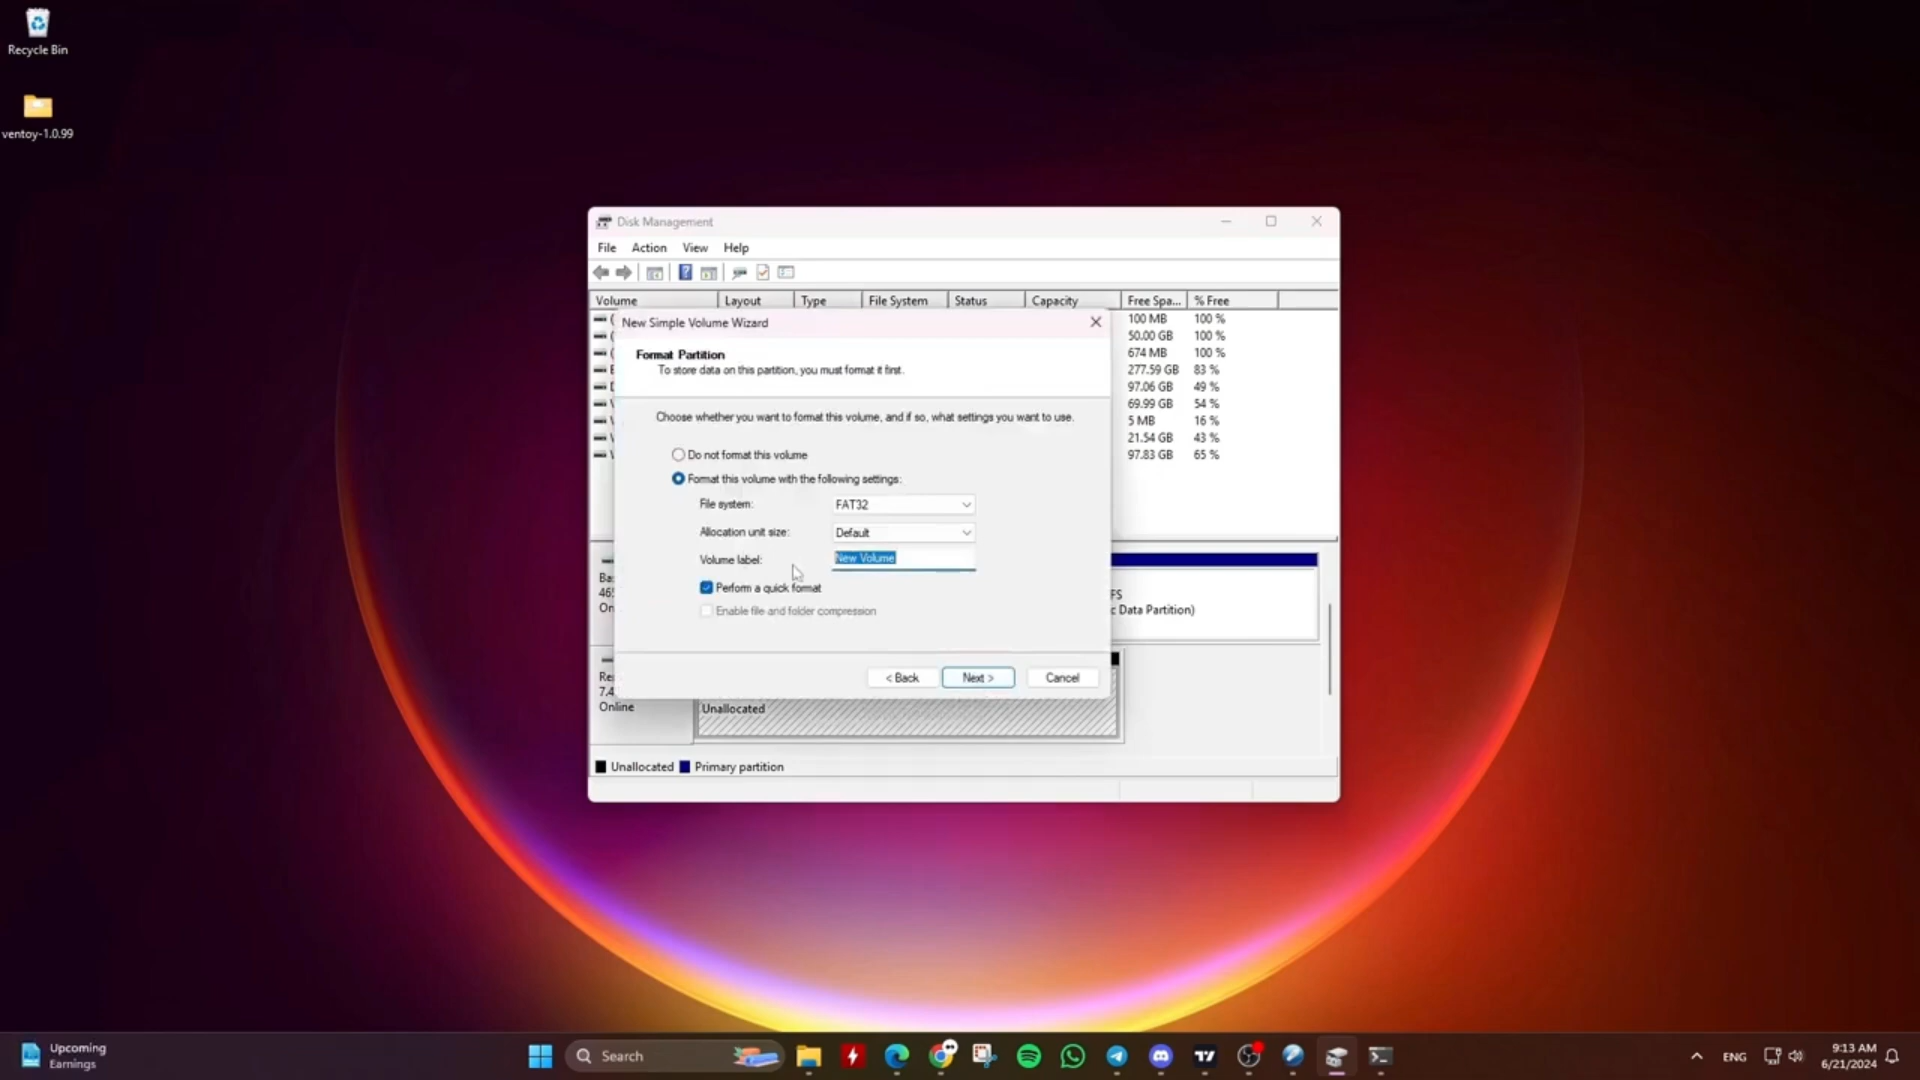 Recycle Bin
ventoy-1.0.99
Disk Management
File Action View Help
Volume Layout Type File System Status Capacity Free Spa... % Free
100 MB 100 %
50.00 GB 100 %
674 MB 100 %
277.59 GB 83 %
97.06 GB 49 %
69.99 GB 54 %
5 MB 16 %
21.54 GB 43 %
97.83 GB 65 %
New Simple Volume Wizard
Format Partition
To store data on this partition, you must format it first.
Choose whether you want to format this volume, and if so, what settings you want to use.
Do not format this volume
Format this volume with the following settings:
File system: FAT32
Allocation unit size: Default
Volume label: New Volume
Perform a quick format
Enable file and folder compression
< Back Next > Cancel
Ba
465
On
FS
c Data Partition)
Re
7.4
Online
Unallocated
Unallocated Primary partition
Upcoming
Earnings
Search
ENG
9:13 AM
6/21/2024